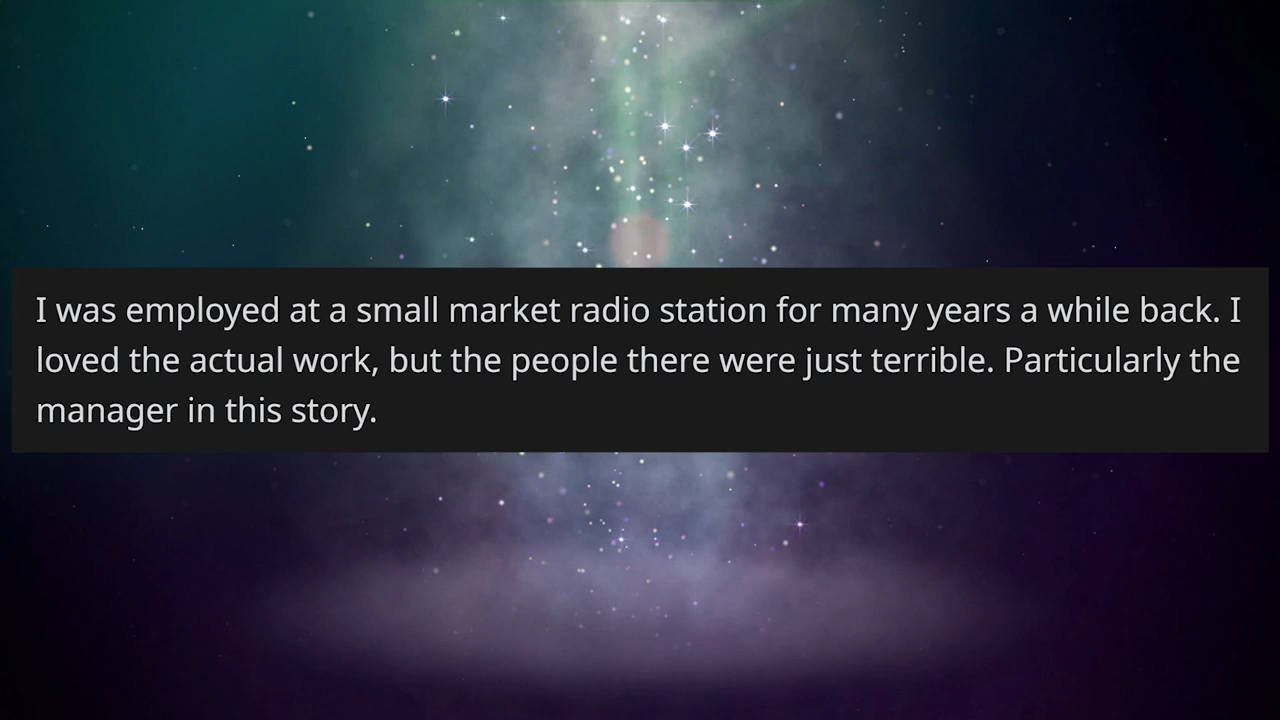 I was employed at a small market radio station for many years a while back. I
loved the actual work, but the people there were just terrible. Particularly the
manager in this story.